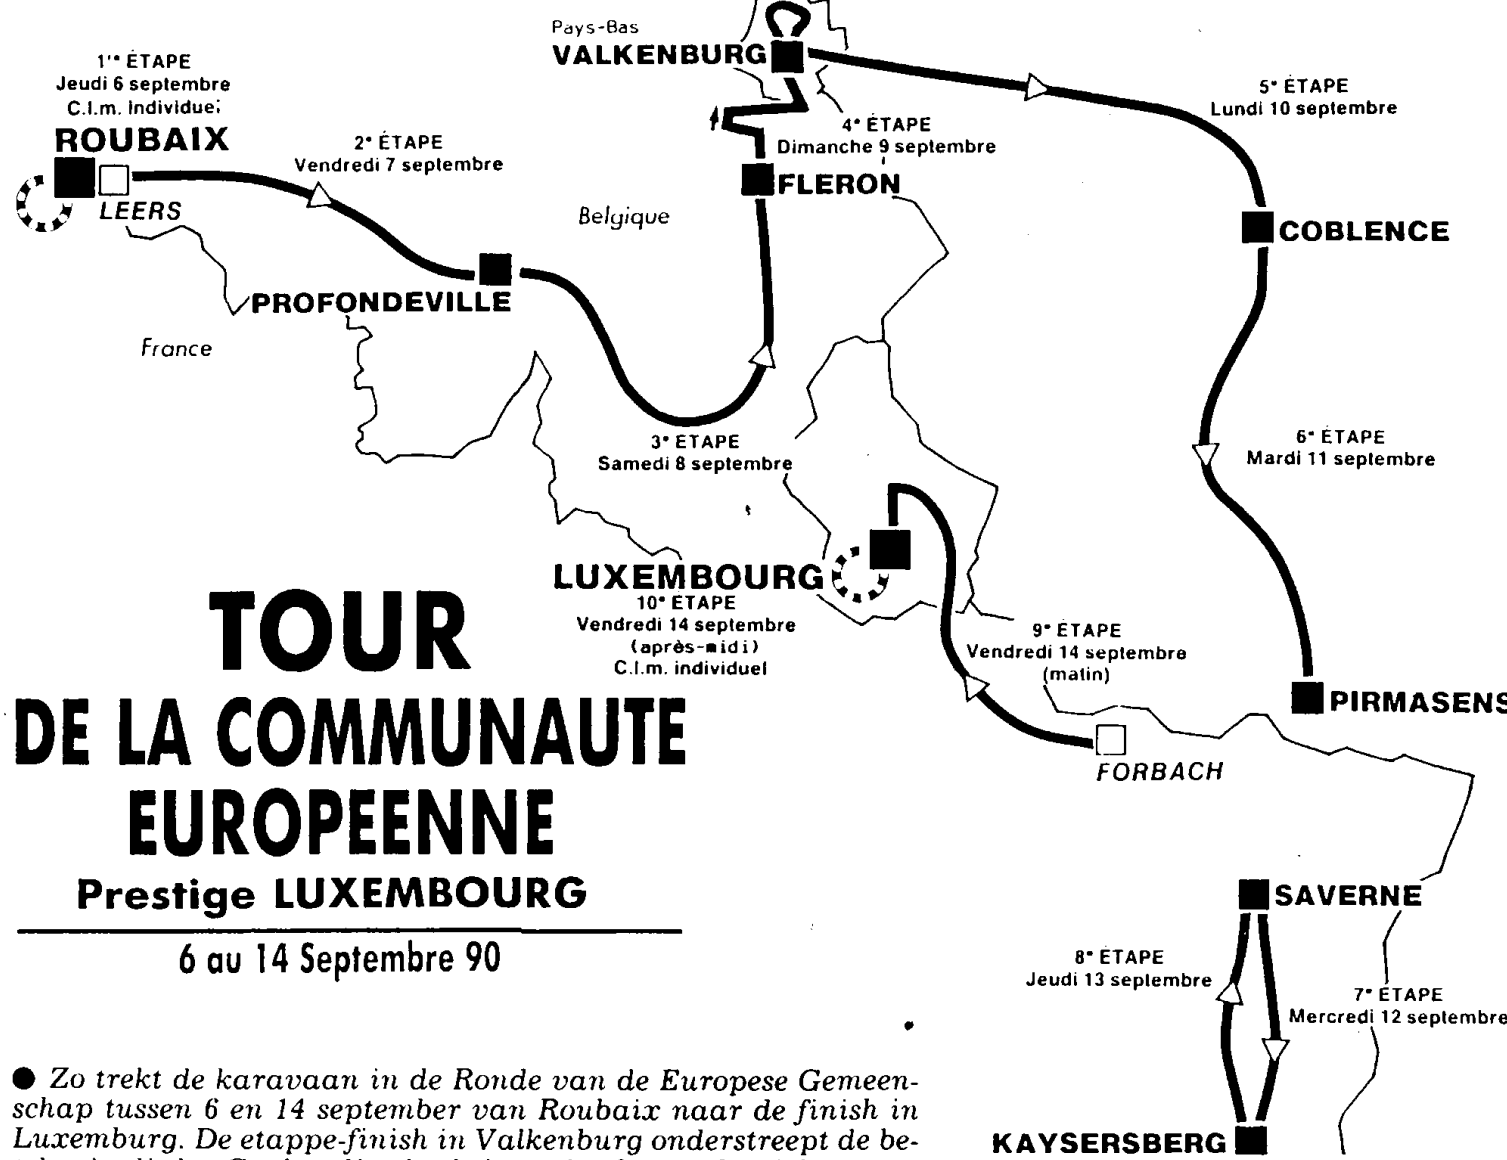 Pays-Bas
VALKENBURG
1re ÉTAPE
Jeudi 6 septembre
C.l.m. Individuel
ROUBAIX
LEERS
2e ÉTAPE
Vendredi 7 septembre
PROFONDEVILLE
France
Belgique
4e ÉTAPE
Dimanche 9 septembre
FLERON
5e ÉTAPE
Lundi 10 septembre
COBLENCE
3e ETAPE
Samedi 8 septembre
6e ÉTAPE
Mardi 11 septembre
LUXEMBOURG
10e ETAPE
Vendredi 14 septembre
(après-midi)
C.l.m. individuel
9e ÉTAPE
Vendredi 14 septembre
(matin)
PIRMASENS
FORBACH
TOUR
DE LA COMMUNAUTE
EUROPEENNE
Prestige LUXEMBOURG
6 au 14 Septembre 90
SAVERNE
8e ÉTAPE
Jeudi 13 septembre
7e ÉTAPE
Mercredi 12 septembre
KAYSERSBERG
● Zo trekt de karavaan in de Ronde van de Europese Gemeen-
schap tussen 6 en 14 september van Roubaix naar de finish in
Luxemburg. De etappe-finish in Valkenburg onderstreept de be-